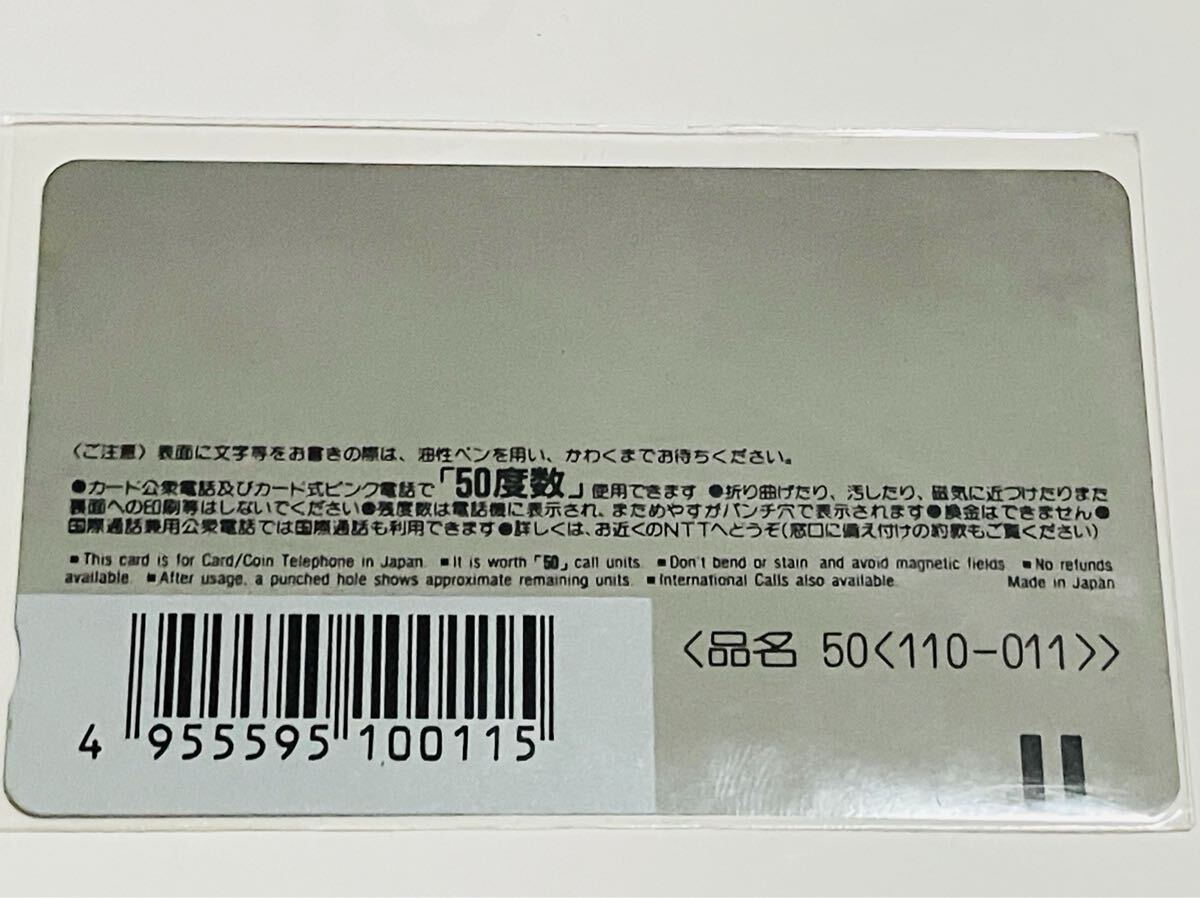 〈ご注意〉表面に文字等をお書きの際は、油性ペンを用い、かわくまでお待ちください。
●カード公衆電話及びカード式ピンク電話で「50度数」使用できます ●折り曲げたり、汚したり、磁気に近づけたりまた
表面への印刷等はしないでください●残度数は電話機に表示され、まためやすがパンチ穴で表示されます●換金はできません●
国際通話兼用公衆電話では国際通話も利用できます●詳しくは、お近くのNTTへどうぞ(窓口に備え付けの約款もご覧ください)
■This card is for Card/Coin Telephone in Japan. ■It is worth「50」call units. ■Don't bend or stain and avoid magnetic fields. ■No refunds
available. ■After usage, a punched hole shows approximate remaining units. ■International Calls also available. Made in Japan
〈品名 50〈110-011〉〉
4 955595 100115